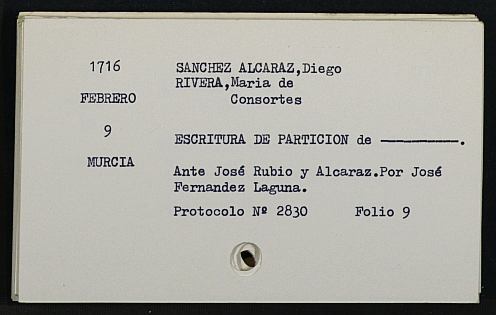 1716
FEBRERO
9
MURCIA
SANCHEZ ALCARAZ,Diego
RIVERA,Maria de
Consortes
ESCRITURA DE PARTICION de ————.
Ante José Rubio y Alcaraz.Por José
Fernandez Laguna.
Protocolo Nº 2830 Folio 9